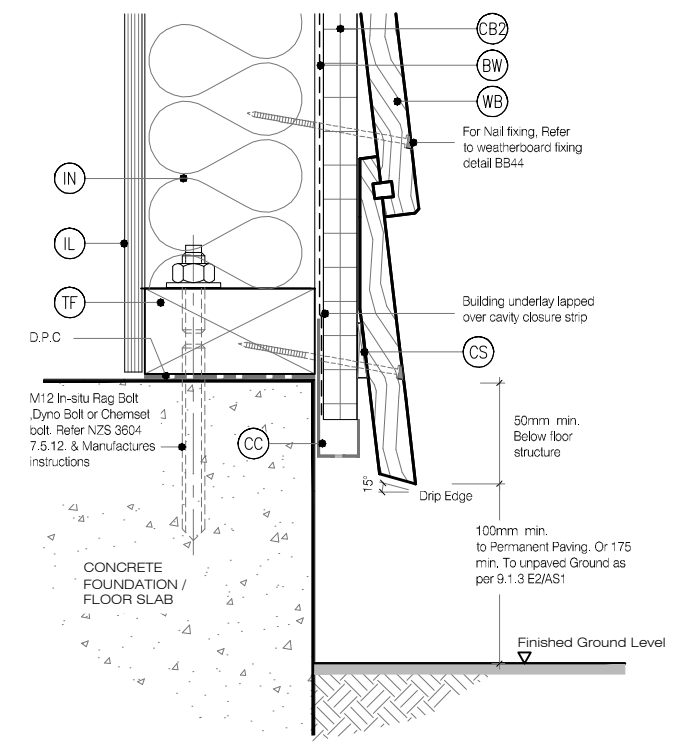 CB2
BW
WB
For Nail fixing, Refer
to weatherboard fixing
detail BB44
IN
IL
TF
Building underlay lapped
over cavity closure strip
D.P.C
CS
M12 In-situ Rag Bolt
,Dyno Bolt or Chemset
bolt. Refer NZS 3604
7.5.12. & Manufactures
instructions
CC
50mm min.
Below floor
structure
15°
Drip Edge
100mm min.
to Permanent Paving. Or 175
min. To unpaved Ground as
per 9.1.3 E2/AS1
CONCRETE
FOUNDATION /
FLOOR SLAB
Finished Ground Level